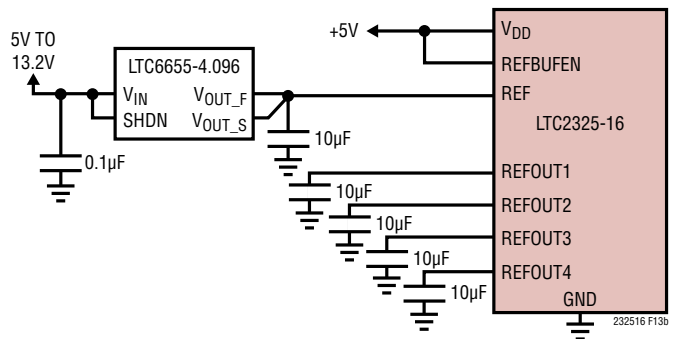 5V TO
13.2V
LTC6655-4.096
VIN
SHDN
VOUT_F
VOUT_S
0.1µF
10µF
+5V
VDD
REFBUFEN
REF
LTC2325-16
REFOUT1
10µF
REFOUT2
10µF
REFOUT3
10µF
REFOUT4
10µF
GND
232516 F13b